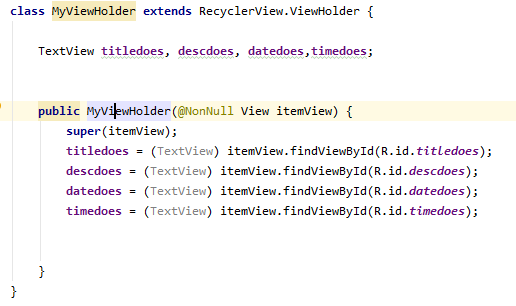 class MyViewHolder extends RecyclerView.ViewHolder {
TextView titledoes, descdoes, datedoes,timedoes;
public MyViewHolder(@NonNull View itemView) {
super(itemView);
titledoes = (TextView) itemView.findViewById(R.id.titledoes);
descdoes = (TextView) itemView.findViewById(R.id.descdoes);
datedoes = (TextView) itemView.findViewById(R.id.datedoes);
timedoes = (TextView) itemView.findViewById(R.id.timedoes);
}
}